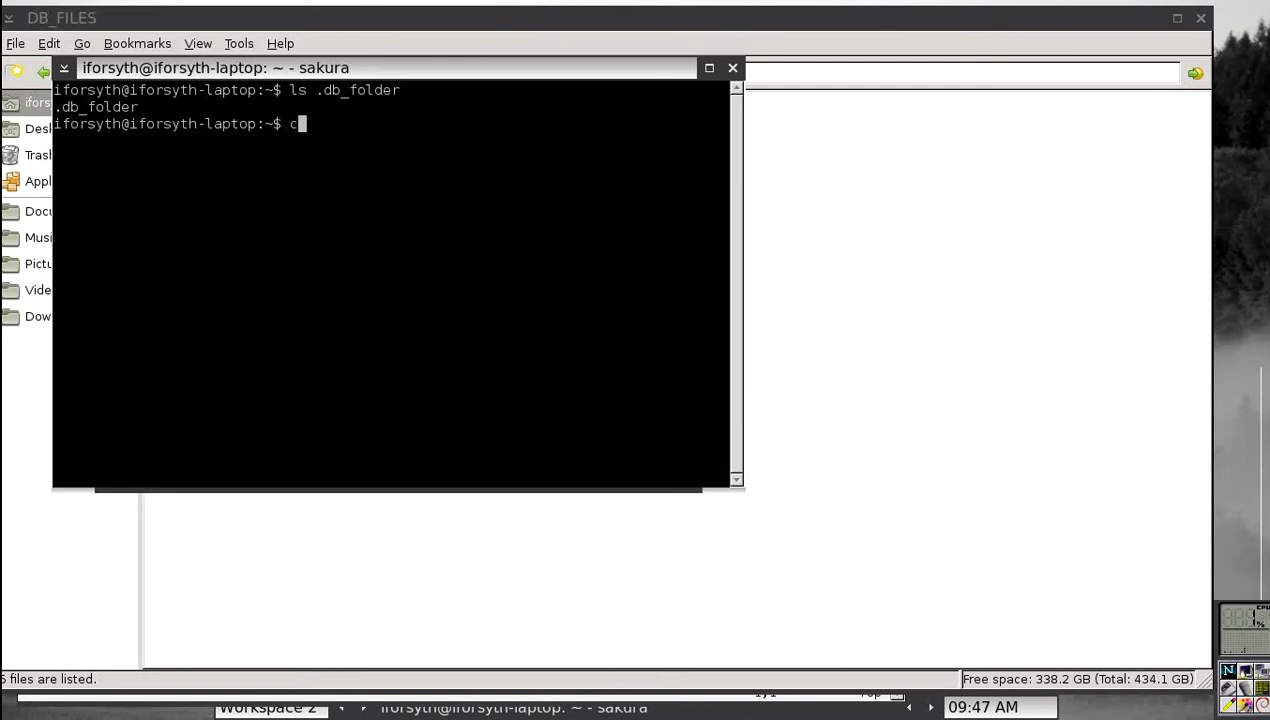 DB_FILES
File Edit Go Bookmarks View Tools Help
iforsyth@iforsyth-laptop: ~ - sakura
iforsyth@iforsyth-laptop:~$ ls .db_folder
.db_folder
iforsyth@iforsyth-laptop:~$ c
iforsy
Desk
Trash
Appl
Docu
Musi
Pictu
Vide
Dow
files are listed.
Free space: 338.2 GB (Total: 434.1 GB)
Workspace 2
iforsyth@iforsyth-laptop: ~ - sakura
09:47 AM